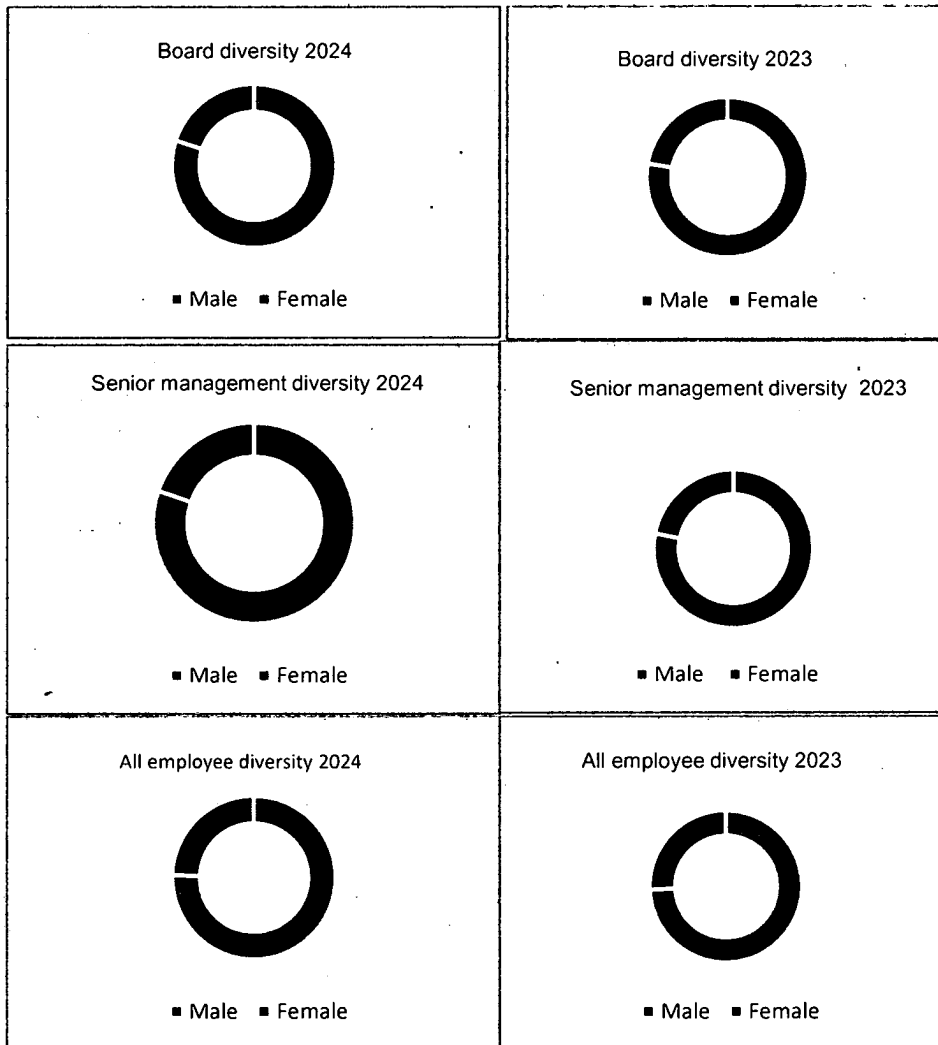 Board diversity 2024
■ Male ■ Female
Board diversity 2023
■ Male ■ Female
Senior management diversity 2024
■ Male ■ Female
Senior management diversity 2023
■ Male ■ Female
All employee diversity 2024
■ Male ■ Female
All employee diversity 2023
■ Male ■ Female